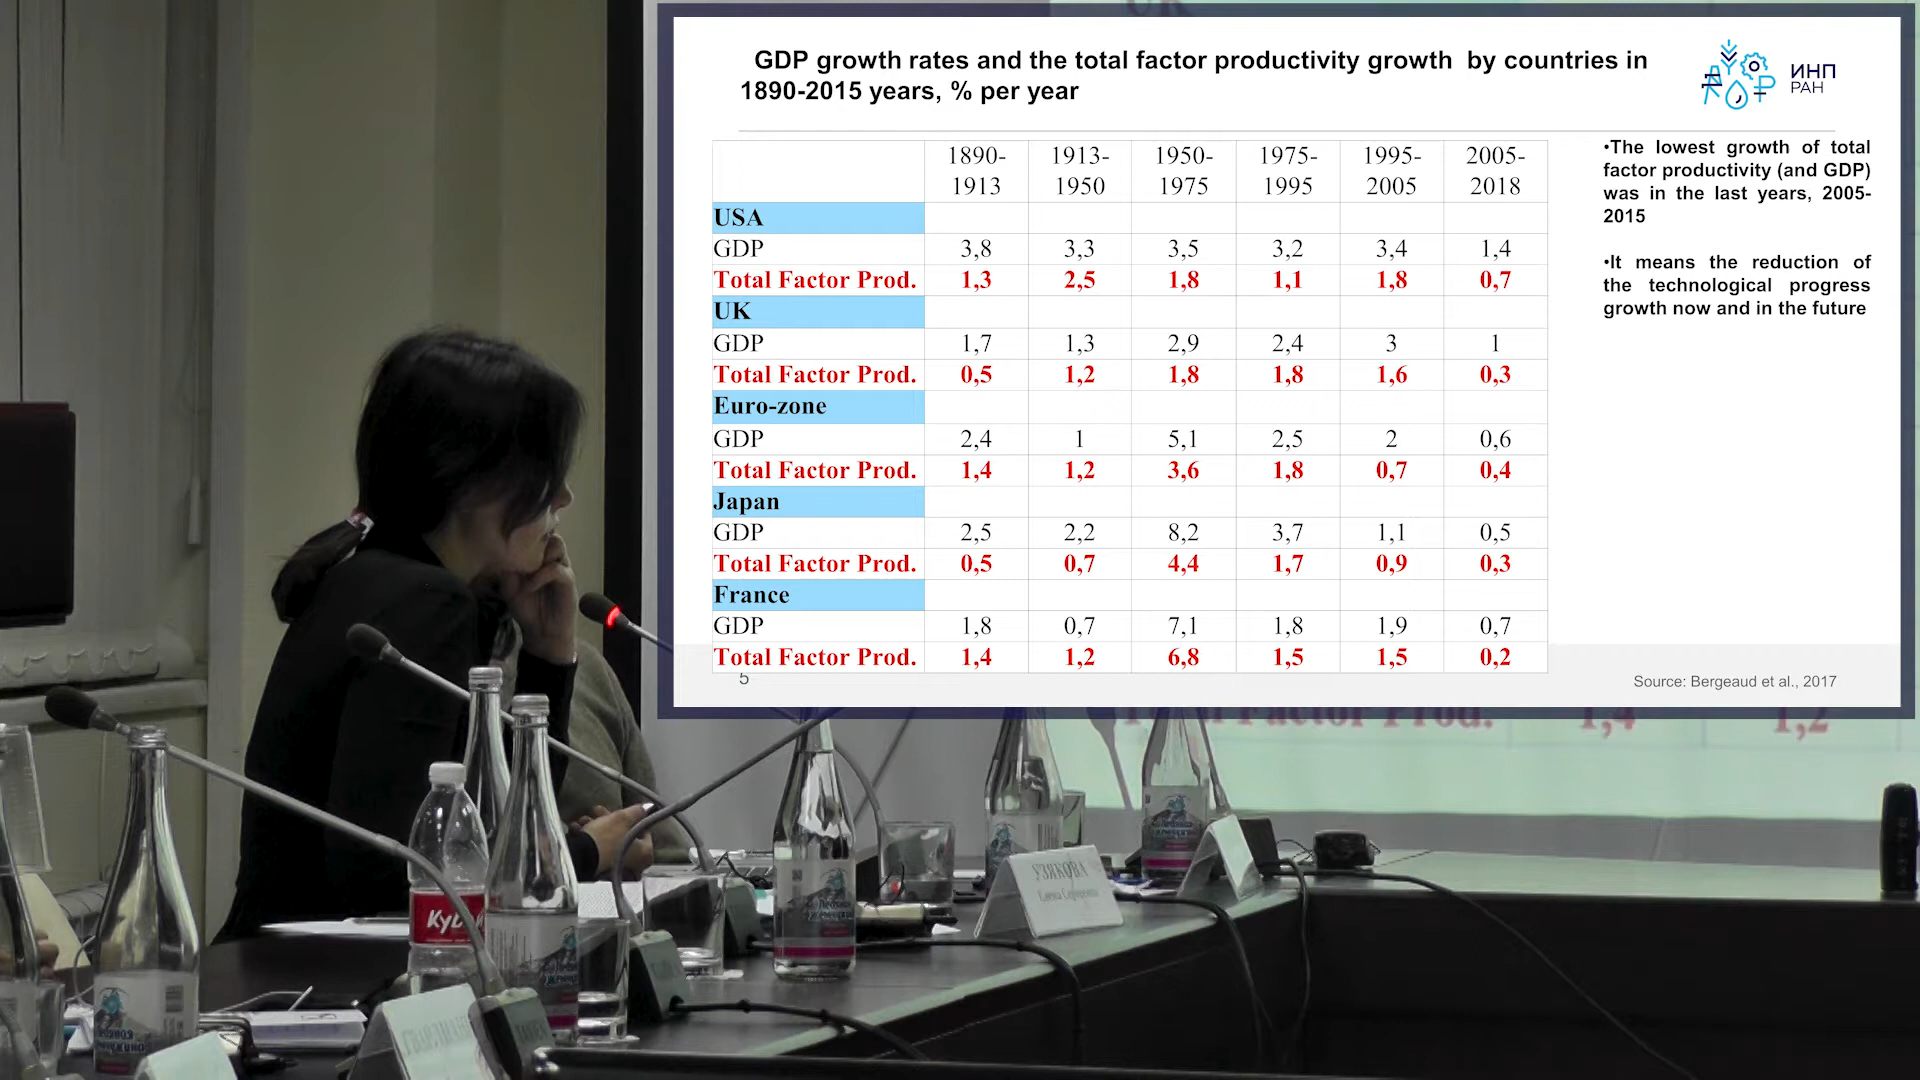 GDP growth rates and the total factor productivity growth by countries in
1890-2015 years, % per year
ИНП
РАН
1890-1913 1913-1950 1950-1975 1975-1995 1995-2005 2005-2018
USA
GDP 3,8 3,3 3,5 3,2 3,4 1,4
Total Factor Prod. 1,3 2,5 1,8 1,1 1,8 0,7
UK
GDP 1,7 1,3 2,9 2,4 3 1
Total Factor Prod. 0,5 1,2 1,8 1,8 1,6 0,3
Euro-zone
GDP 2,4 1 5,1 2,5 2 0,6
Total Factor Prod. 1,4 1,2 3,6 1,8 0,7 0,4
Japan
GDP 2,5 2,2 8,2 3,7 1,1 0,5
Total Factor Prod. 0,5 0,7 4,4 1,7 0,9 0,3
France
GDP 1,8 0,7 7,1 1,8 1,9 0,7
Total Factor Prod. 1,4 1,2 6,8 1,5 1,5 0,2
•The lowest growth of total
factor productivity (and GDP)
was in the last years, 2005-
2015
•It means the reduction of
the technological progress
growth now and in the future
5
Source: Bergeaud et al., 2017
UK
Total Factor Prod. 1,4 1,2
УЗЯКОВА